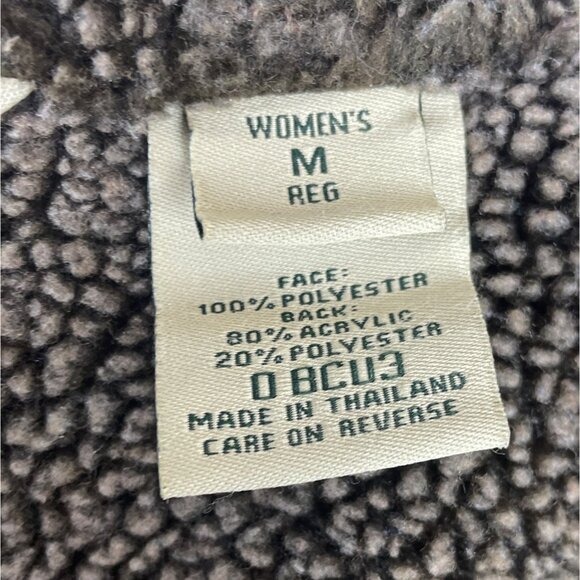 WOMEN'S
M
REG
FACE:
100% POLYESTER
BACK:
80% ACRYLIC
20% POLYESTER
0 BCU3
MADE IN THAILAND
CARE ON REVERSE